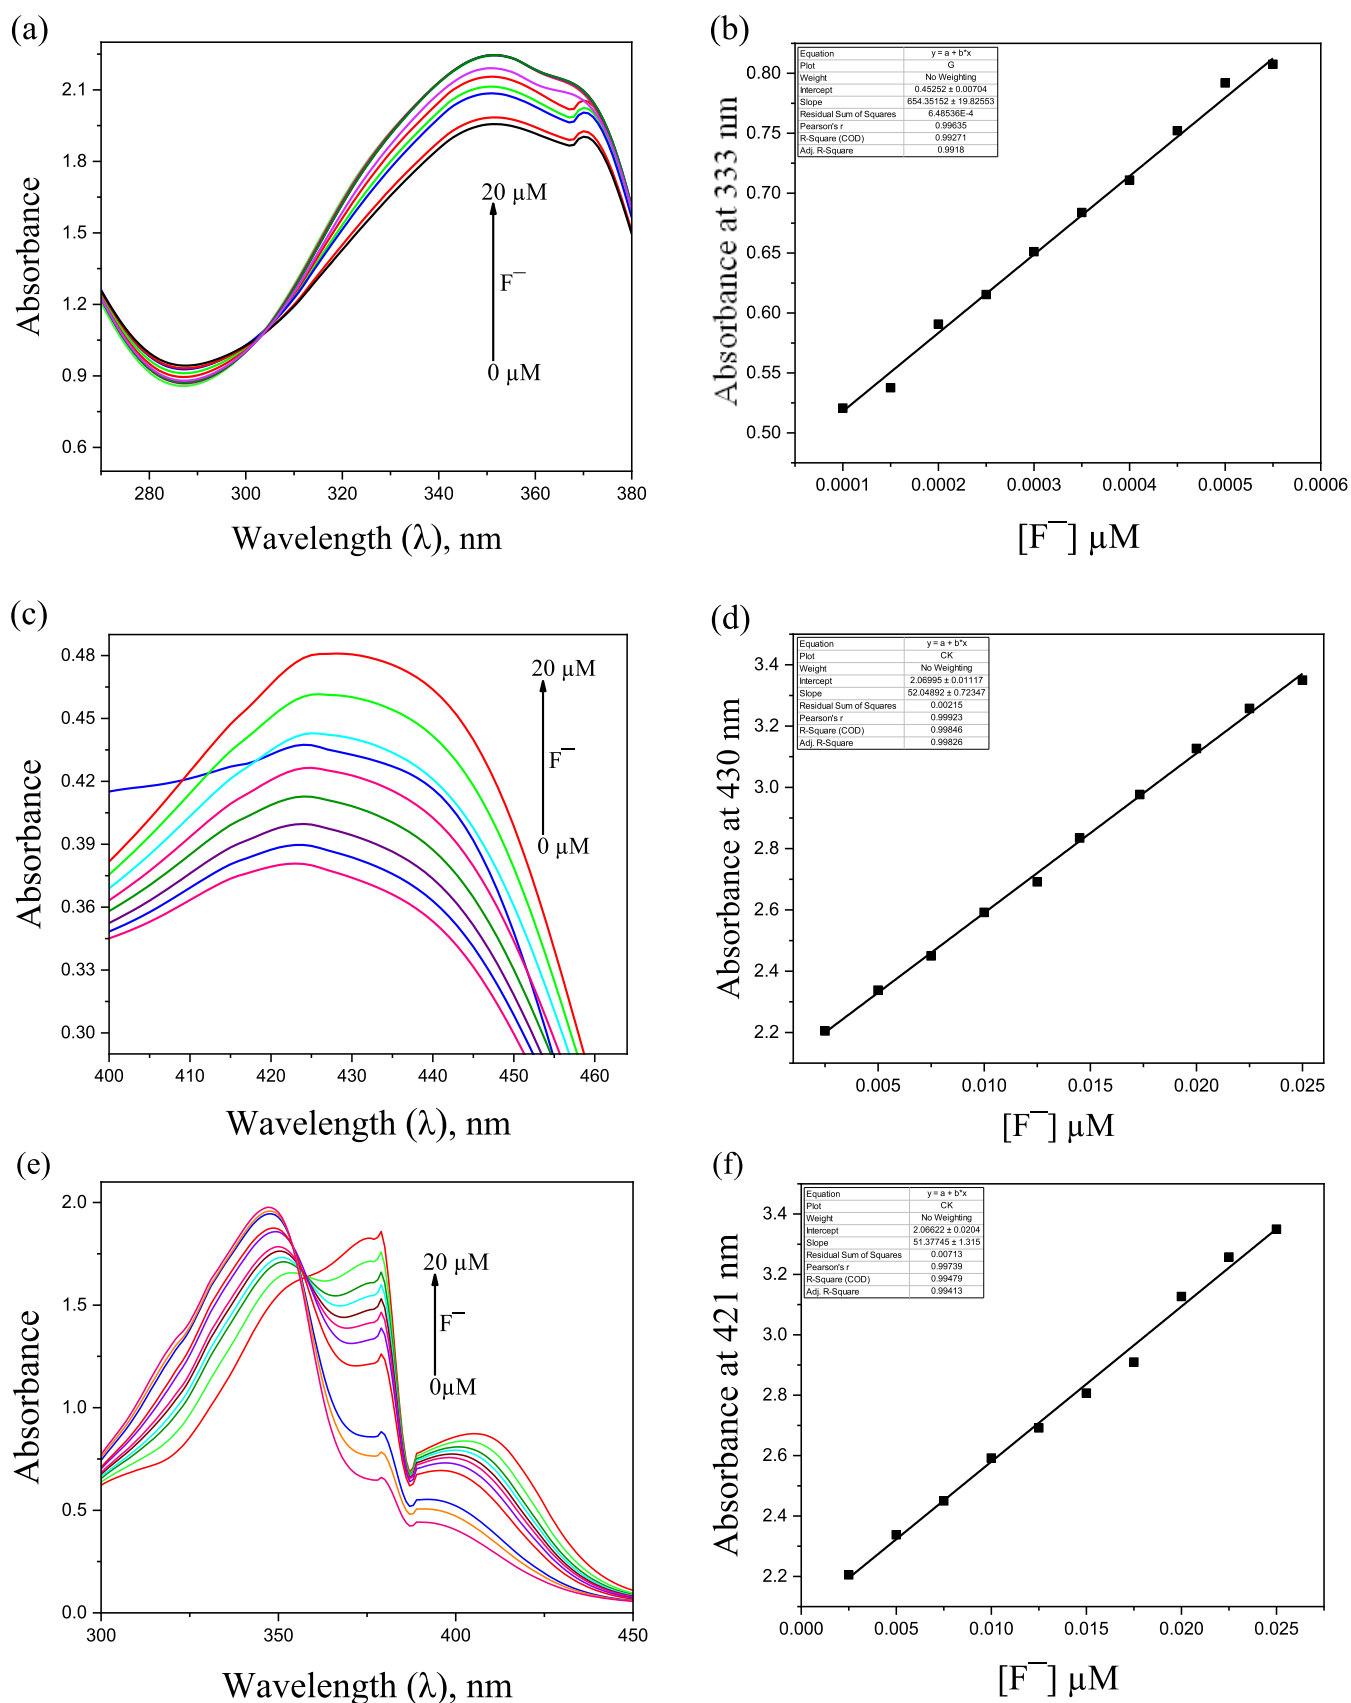 (a)
Absorbance
2.1
1.8
1.5
1.2
0.9
0.6
20 µM
F⁻
0 µM
280 300 320 340 360 380
Wavelength (λ), nm
(b)
Absorbance at 333 nm
0.80
0.75
0.70
0.65
0.60
0.55
0.50
Equation y = a + b*x
Plot G
Weight No Weighting
Intercept 0.45252 ± 0.00704
Slope 654.35152 ± 19.82553
Residual Sum of Squares 6.48536E-4
Pearson's r 0.99635
R-Square (COD) 0.99271
Adj. R-Square 0.9918
0.0001 0.0002 0.0003 0.0004 0.0005 0.0006
[F⁻] µM
(c)
Absorbance
0.48
0.45
0.42
0.39
0.36
0.33
0.30
20 µM
F⁻
0 µM
400 410 420 430 440 450 460
Wavelength (λ), nm
(d)
Absorbance at 430 nm
3.4
3.2
3.0
2.8
2.6
2.4
2.2
Equation y = a + b*x
Plot CK
Weight No Weighting
Intercept 2.06995 ± 0.01117
Slope 52.04892 ± 0.72347
Residual Sum of Squares 0.00215
Pearson's r 0.99923
R-Square (COD) 0.99846
Adj. R-Square 0.99826
0.005 0.010 0.015 0.020 0.025
[F⁻] µM
(e)
Absorbance
2.0
1.5
1.0
0.5
0.0
20 µM
F⁻
0µM
300 350 400 450
Wavelength (λ), nm
(f)
Absorbance at 421 nm
3.4
3.2
3.0
2.8
2.6
2.4
2.2
Equation y = a + b*x
Plot CK
Weight No Weighting
Intercept 2.06622 ± 0.0204
Slope 51.37745 ± 1.315
Residual Sum of Squares 0.00713
Pearson's r 0.99739
R-Square (COD) 0.99479
Adj. R-Square 0.99413
0.000 0.005 0.010 0.015 0.020 0.025
[F⁻] µM